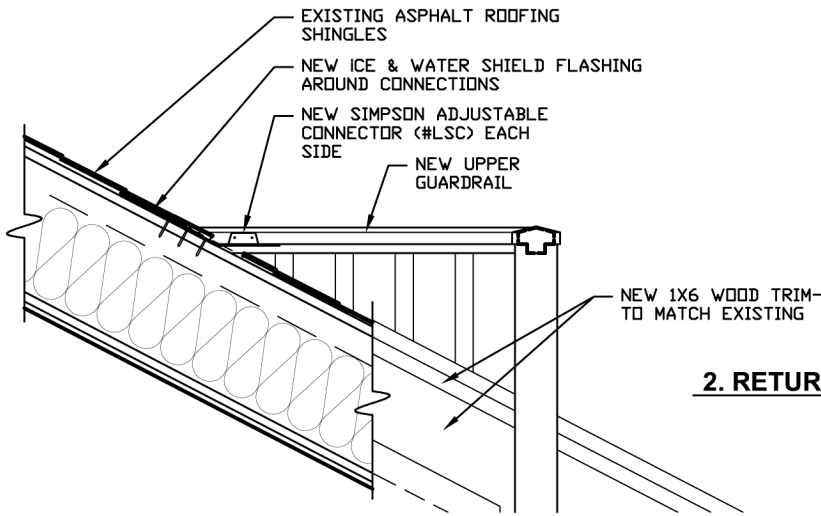 EXISTING ASPHALT ROOFING
SHINGLES
NEW ICE & WATER SHIELD FLASHING
AROUND CONNECTIONS
NEW SIMPSON ADJUSTABLE
CONNECTOR (#LSC) EACH
SIDE
NEW UPPER
GUARDRAIL
NEW 1X6 WOOD TRIM-
TO MATCH EXISTING
2. RETUR